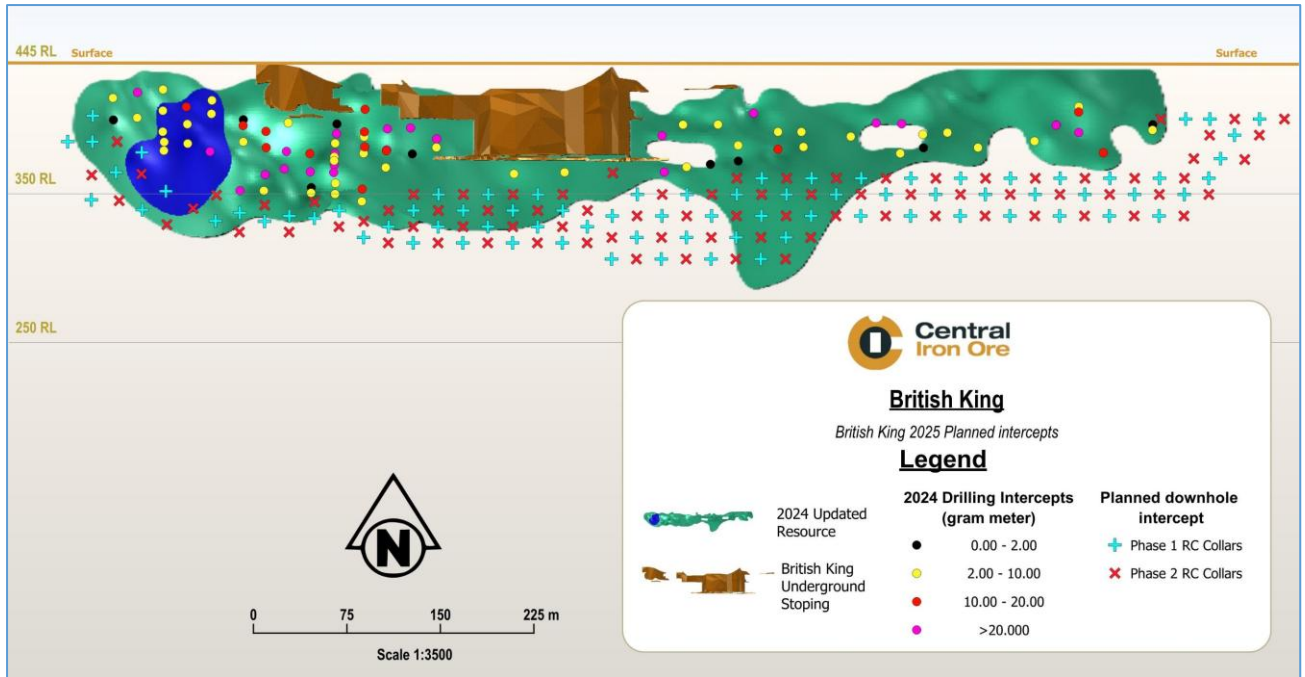 445 RL Surface
Surface
350 RL
250 RL
Central
Iron Ore
British King
British King 2025 Planned intercepts
Legend
2024 Updated
Resource
British King
Underground
Stoping
2024 Drilling Intercepts
(gram meter)
0.00 - 2.00
2.00 - 10.00
10.00 - 20.00
>20.000
Planned downhole
intercept
Phase 1 RC Collars
Phase 2 RC Collars
N
0 75 150 225 m
Scale 1:3500